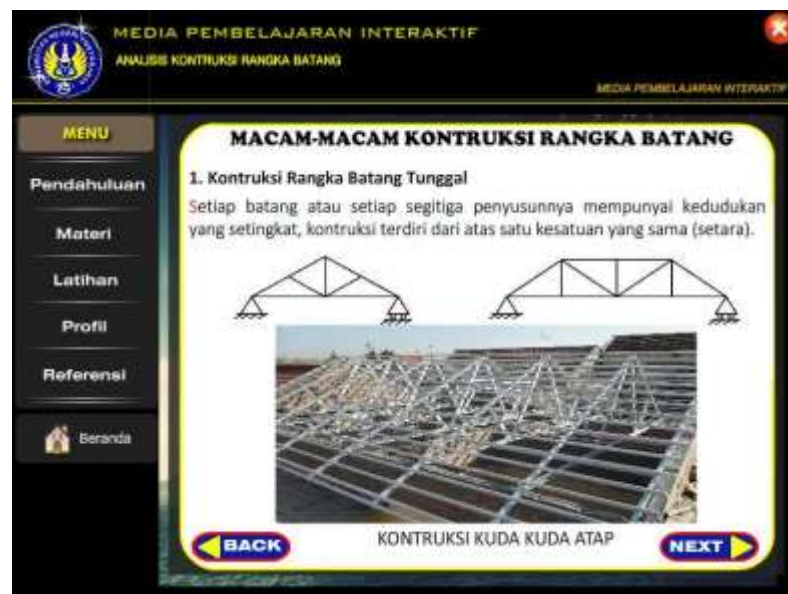 MEDIA PEMBELAJARAN INTERAKTIF
ANALISIS KONTRUKSI RANGKA BATANG
MEDIA PEMBELAJARAN INTERAKTIF
MENU
Pendahuluan
Materi
Latihan
Profil
Referensi
Beranda
MACAM-MACAM KONTRUKSI RANGKA BATANG
1. Kontruksi Rangka Batang Tunggal
Setiap batang atau setiap segitiga penyusunnya mempunyai kedudukan
yang setingkat, kontruksi terdiri dari atas satu kesatuan yang sama (setara).
KONTRUKSI KUDA KUDA ATAP
BACK
NEXT